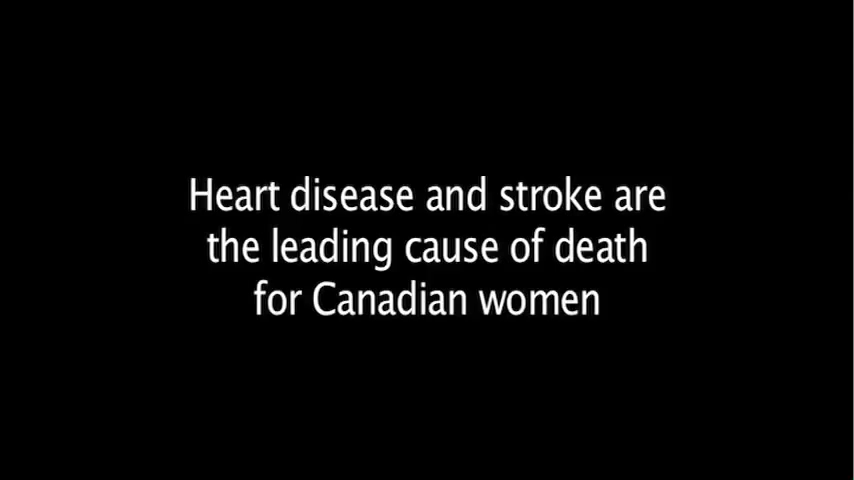 Heart disease and stroke are
the leading cause of death
for Canadian women